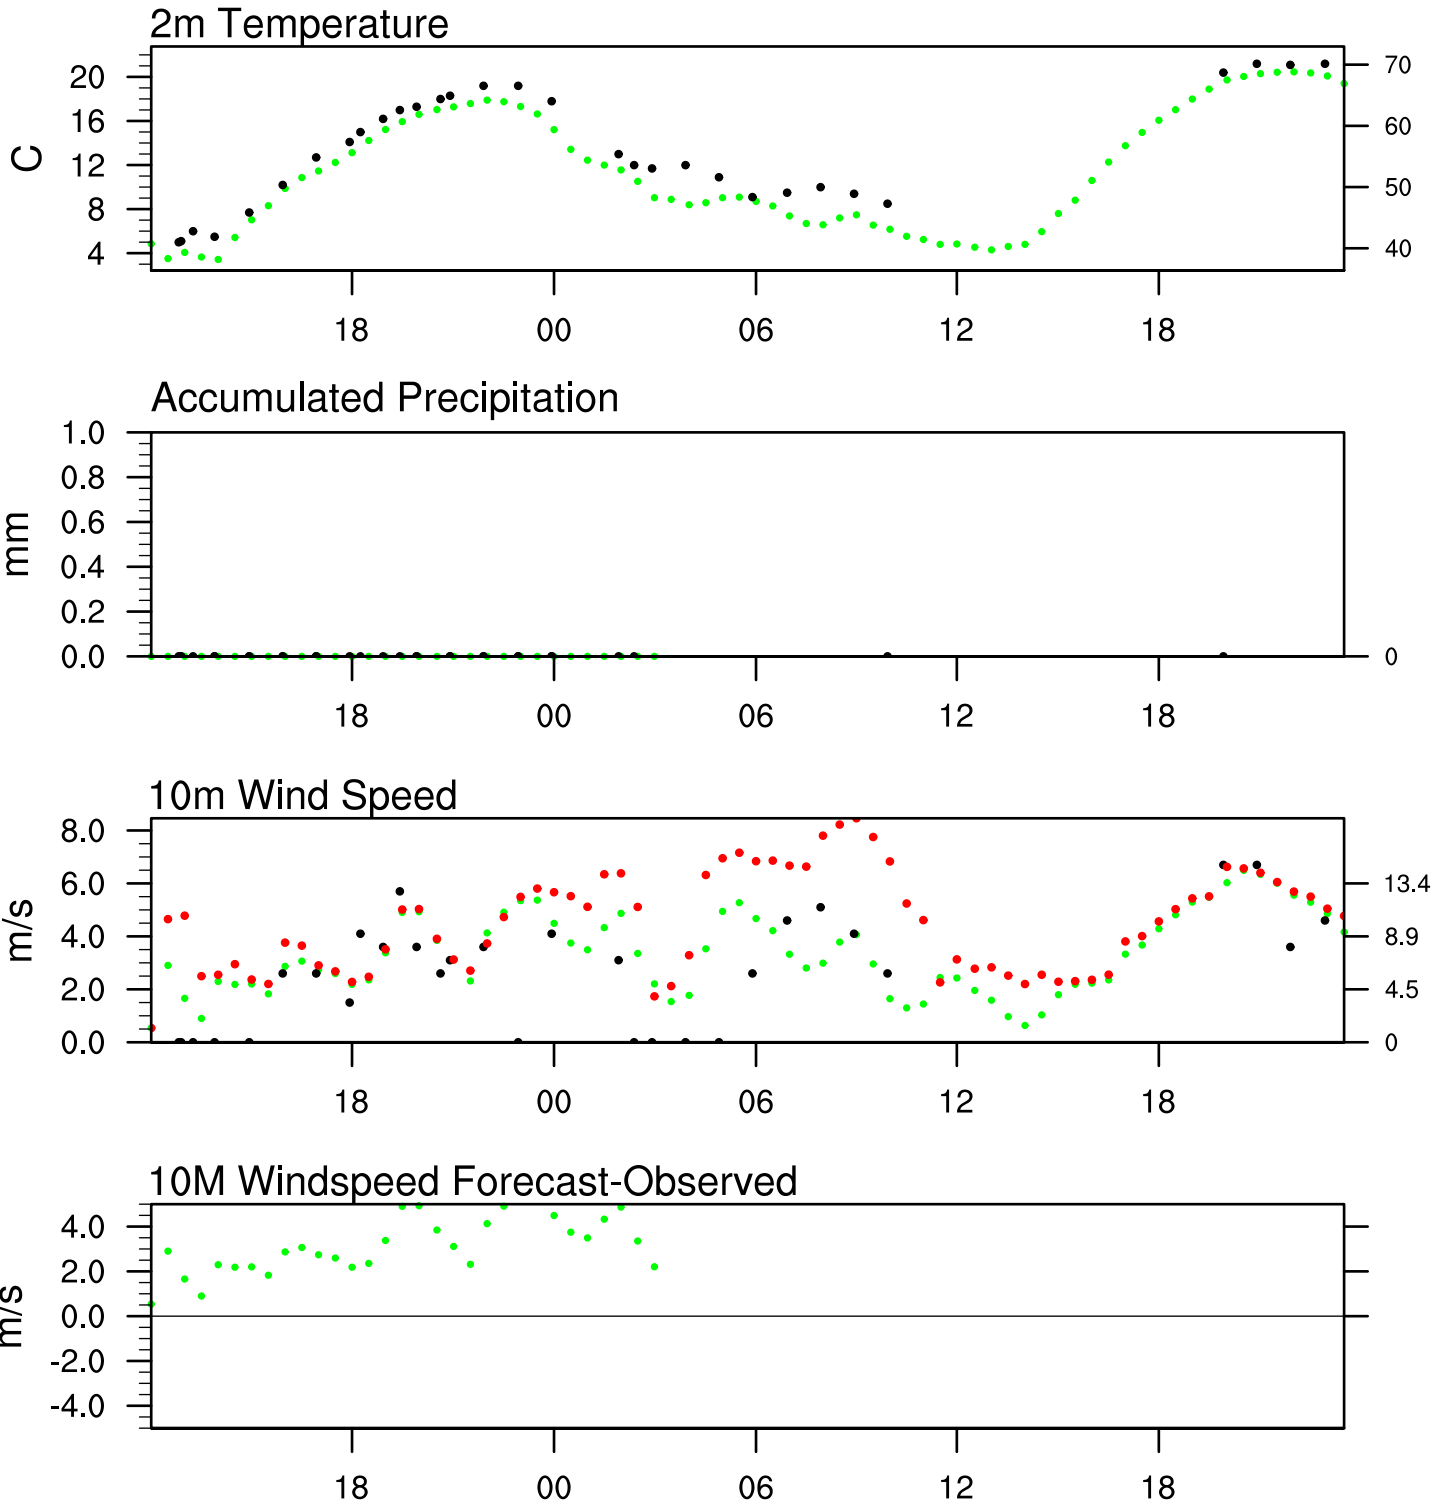 2m Temperature
20
16
12
8
4
C
70
60
50
40
18 00 06 12 18
Accumulated Precipitation
1.0
0.8
0.6
0.4
0.2
0.0
mm
0
18 00 06 12 18
10m Wind Speed
8.0
6.0
4.0
2.0
0.0
m/s
13.4
8.9
4.5
0
18 00 06 12 18
10M Windspeed Forecast-Observed
4.0
2.0
0.0
-2.0
-4.0
m/s
18 00 06 12 18